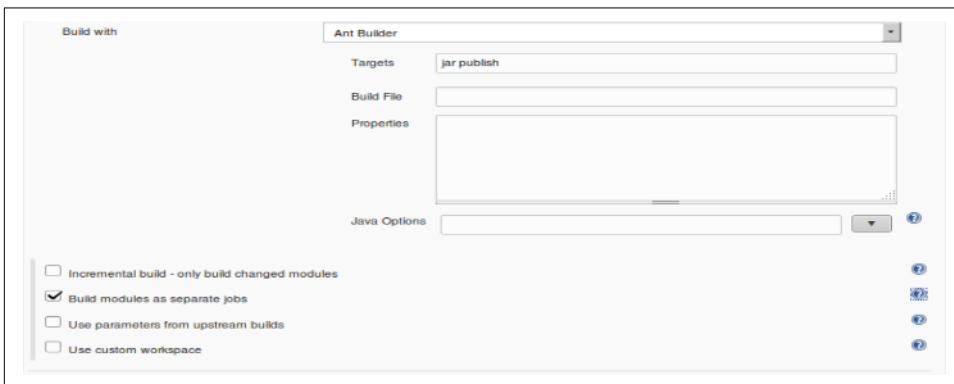 Build with Ant Builder
Targets jar publish
Build File
Properties
Java Options
Incremental build - only build changed modules
Build modules as separate jobs
Use parameters from upstream builds
Use custom workspace